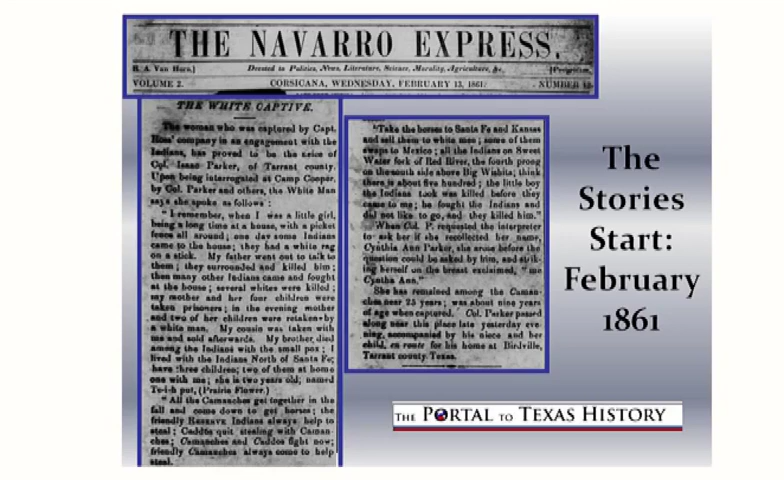 THE NAVARRO EXPRESS.
B. A. Van Horn,]
Devoted to Politics, News, Literature, Science, Morality, Agriculture, &c.
VOLUME 2.
CORSICANA, WEDNESDAY, FEBRUARY 13, 1861.
NUMBER
THE WHITE CAPTIVE.
The woman who was captured by Capt.
Ross' company in an engagement with the
Indians, has proved to be the neice of
Col. Isaac Parker, of Tarrant county.
Upon being interrogated at Camp Cooper,
by Col. Parker and others, the White Man
says she spoke as follows :
"I remember, when I was a little girl,
being a long time at a house, with a picket
fence all around; one day some Indians
came to the house; they had a white rag
on a stick. My father went out to talk to
them; they surrounded and killed him;
then many other Indians came and fought
at the house; several whites were killed;
my mother and her four children were
taken prisoners; in the evening mother
and two of her children were retaken by
a white man. My cousin was taken with
me and sold afterwards. My brother died
among the Indians with the small pox; I
lived with the Indians North of Santa Fe;
have three children; two of them at home
one with me; she is two years old; named
(Prairie Flower.)
"All the Camanches get together in the
fall and come down to get horses; the
friendly Reserve Indians always help to
steal; Caddos quit stealing with Caman-
ches; Camanches and Caddos fight now;
friendly Camanches always come to help
steal.
"Take the horses to Santa Fe and Kansas
and sell them to white men; some of them
swaps to Mexico; all the Indians on Sweet
Water fork of Red River, the fourth prong
on the south side above Big Wishita; think
there is about five hundred; the little boy
the Indians took was killed before they
came to me; he fought the Indians and
did not like to go, and they killed him."
When Col. P. requested the interpreter
to ask her if she recollected her name,
Cynthia Ann Parker, she arose before the
question could be asked by him, and strik-
ing herself on the breast exclaimed, "me
Cyntha Ann."
She has remained among the Caman-
ches near 25 years; was about nine years
of age when captured. Col. Parker passed
along near this place late yesterday eve-
ning, accompanied by his niece and her
child, en route for his home at Birdville,
Tarrant county, Texas.
The
Stories
Start:
February
1861
THE PORTAL TO TEXAS HISTORY